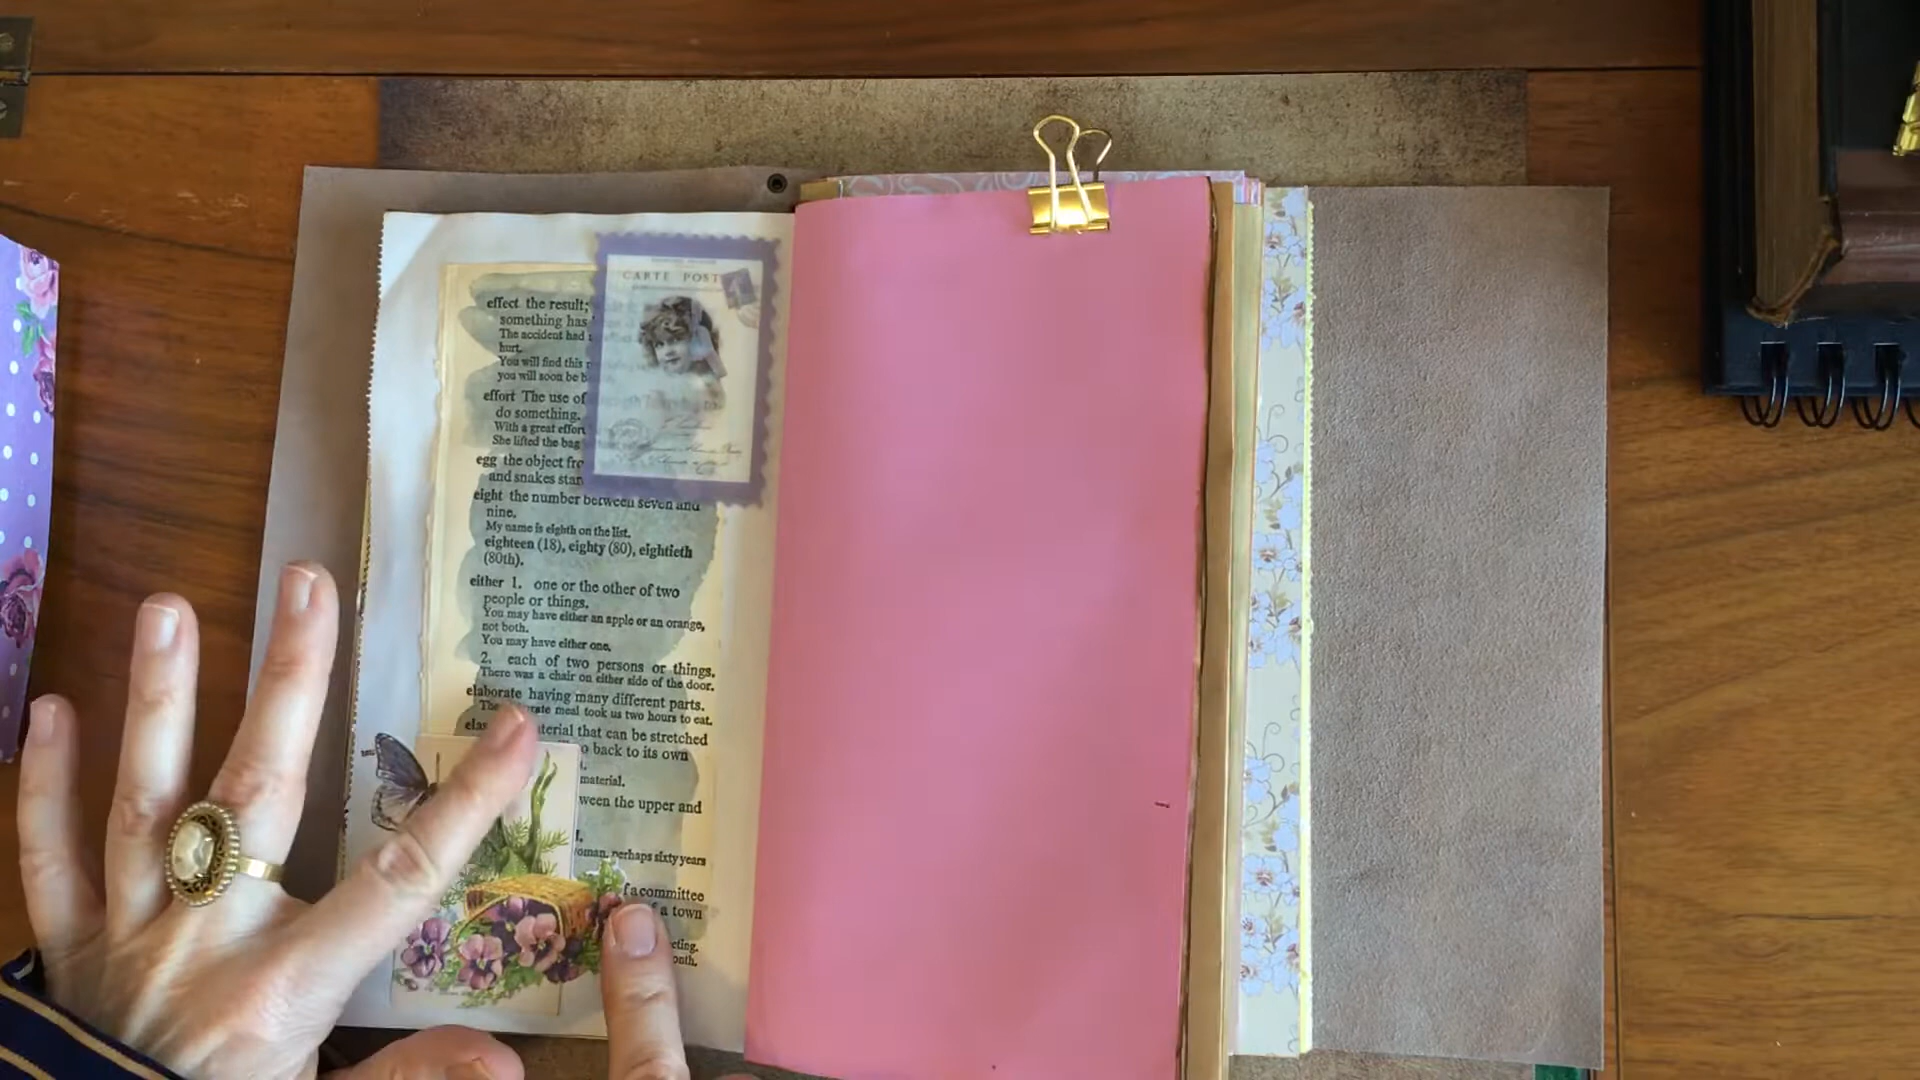 CARTE POST
effect the result;
something has
The accident had
hurt.
You will find this
you will soon be
effort The use of
do something.
With a great effort
She lifted the bag
egg the object
and snakes
eight the number between seven and
nine.
My name is eighth on the list.
eighteen (18), eighty (80), eightieth
(80th).
either 1. one or the other of two
people or things.
You may have either an apple or an orange,
not both.
You may have either one.
2. each of two persons or things.
There was a chair on either side of the door.
elaborate having many different parts.
meal took us two hours to eat.
that can be stretched
back to its own
material.
the upper and
perhaps sixty years
f a committee
a town